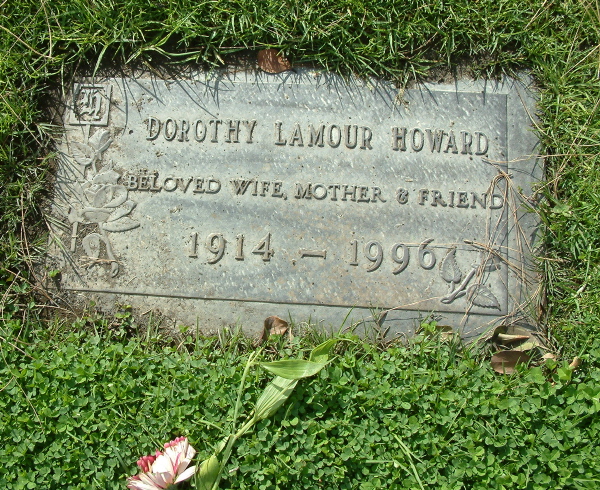 H
DOROTHY LAMOUR HOWARD
BELOVED WIFE, MOTHER & FRIEND
1914 – 1996